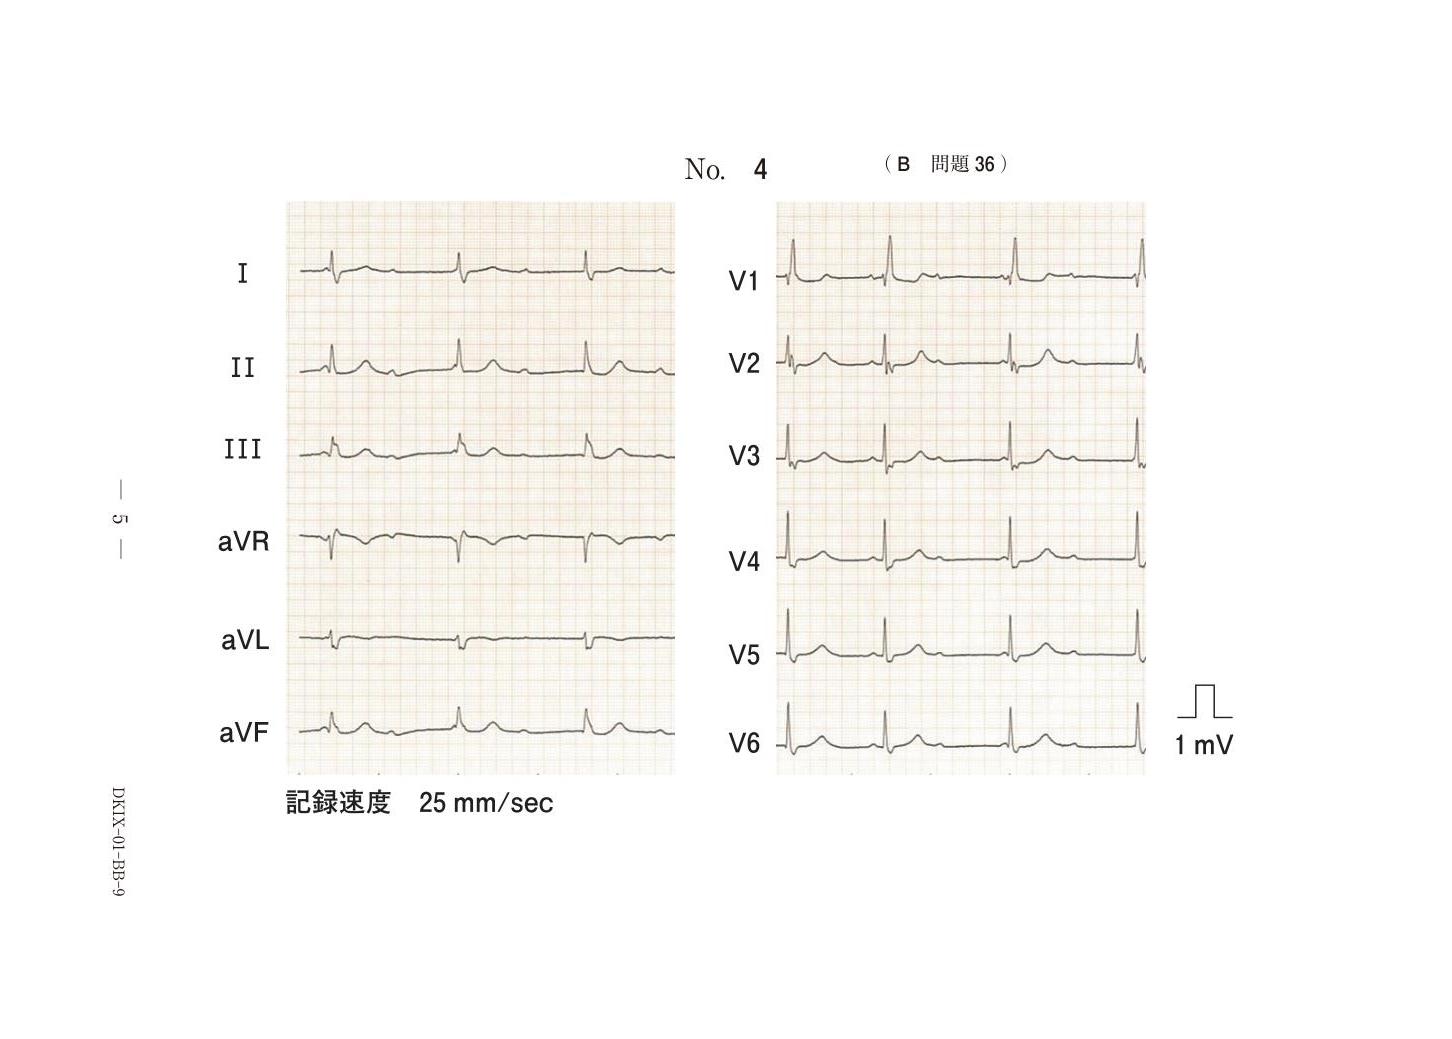 No. 4 （B 問題 36）
I
II
III
aVR
aVL
aVF
V1
V2
V3
V4
V5
V6
1 mV
記録速度 25 mm/sec
— 5 —
DKIX-01-BB-9